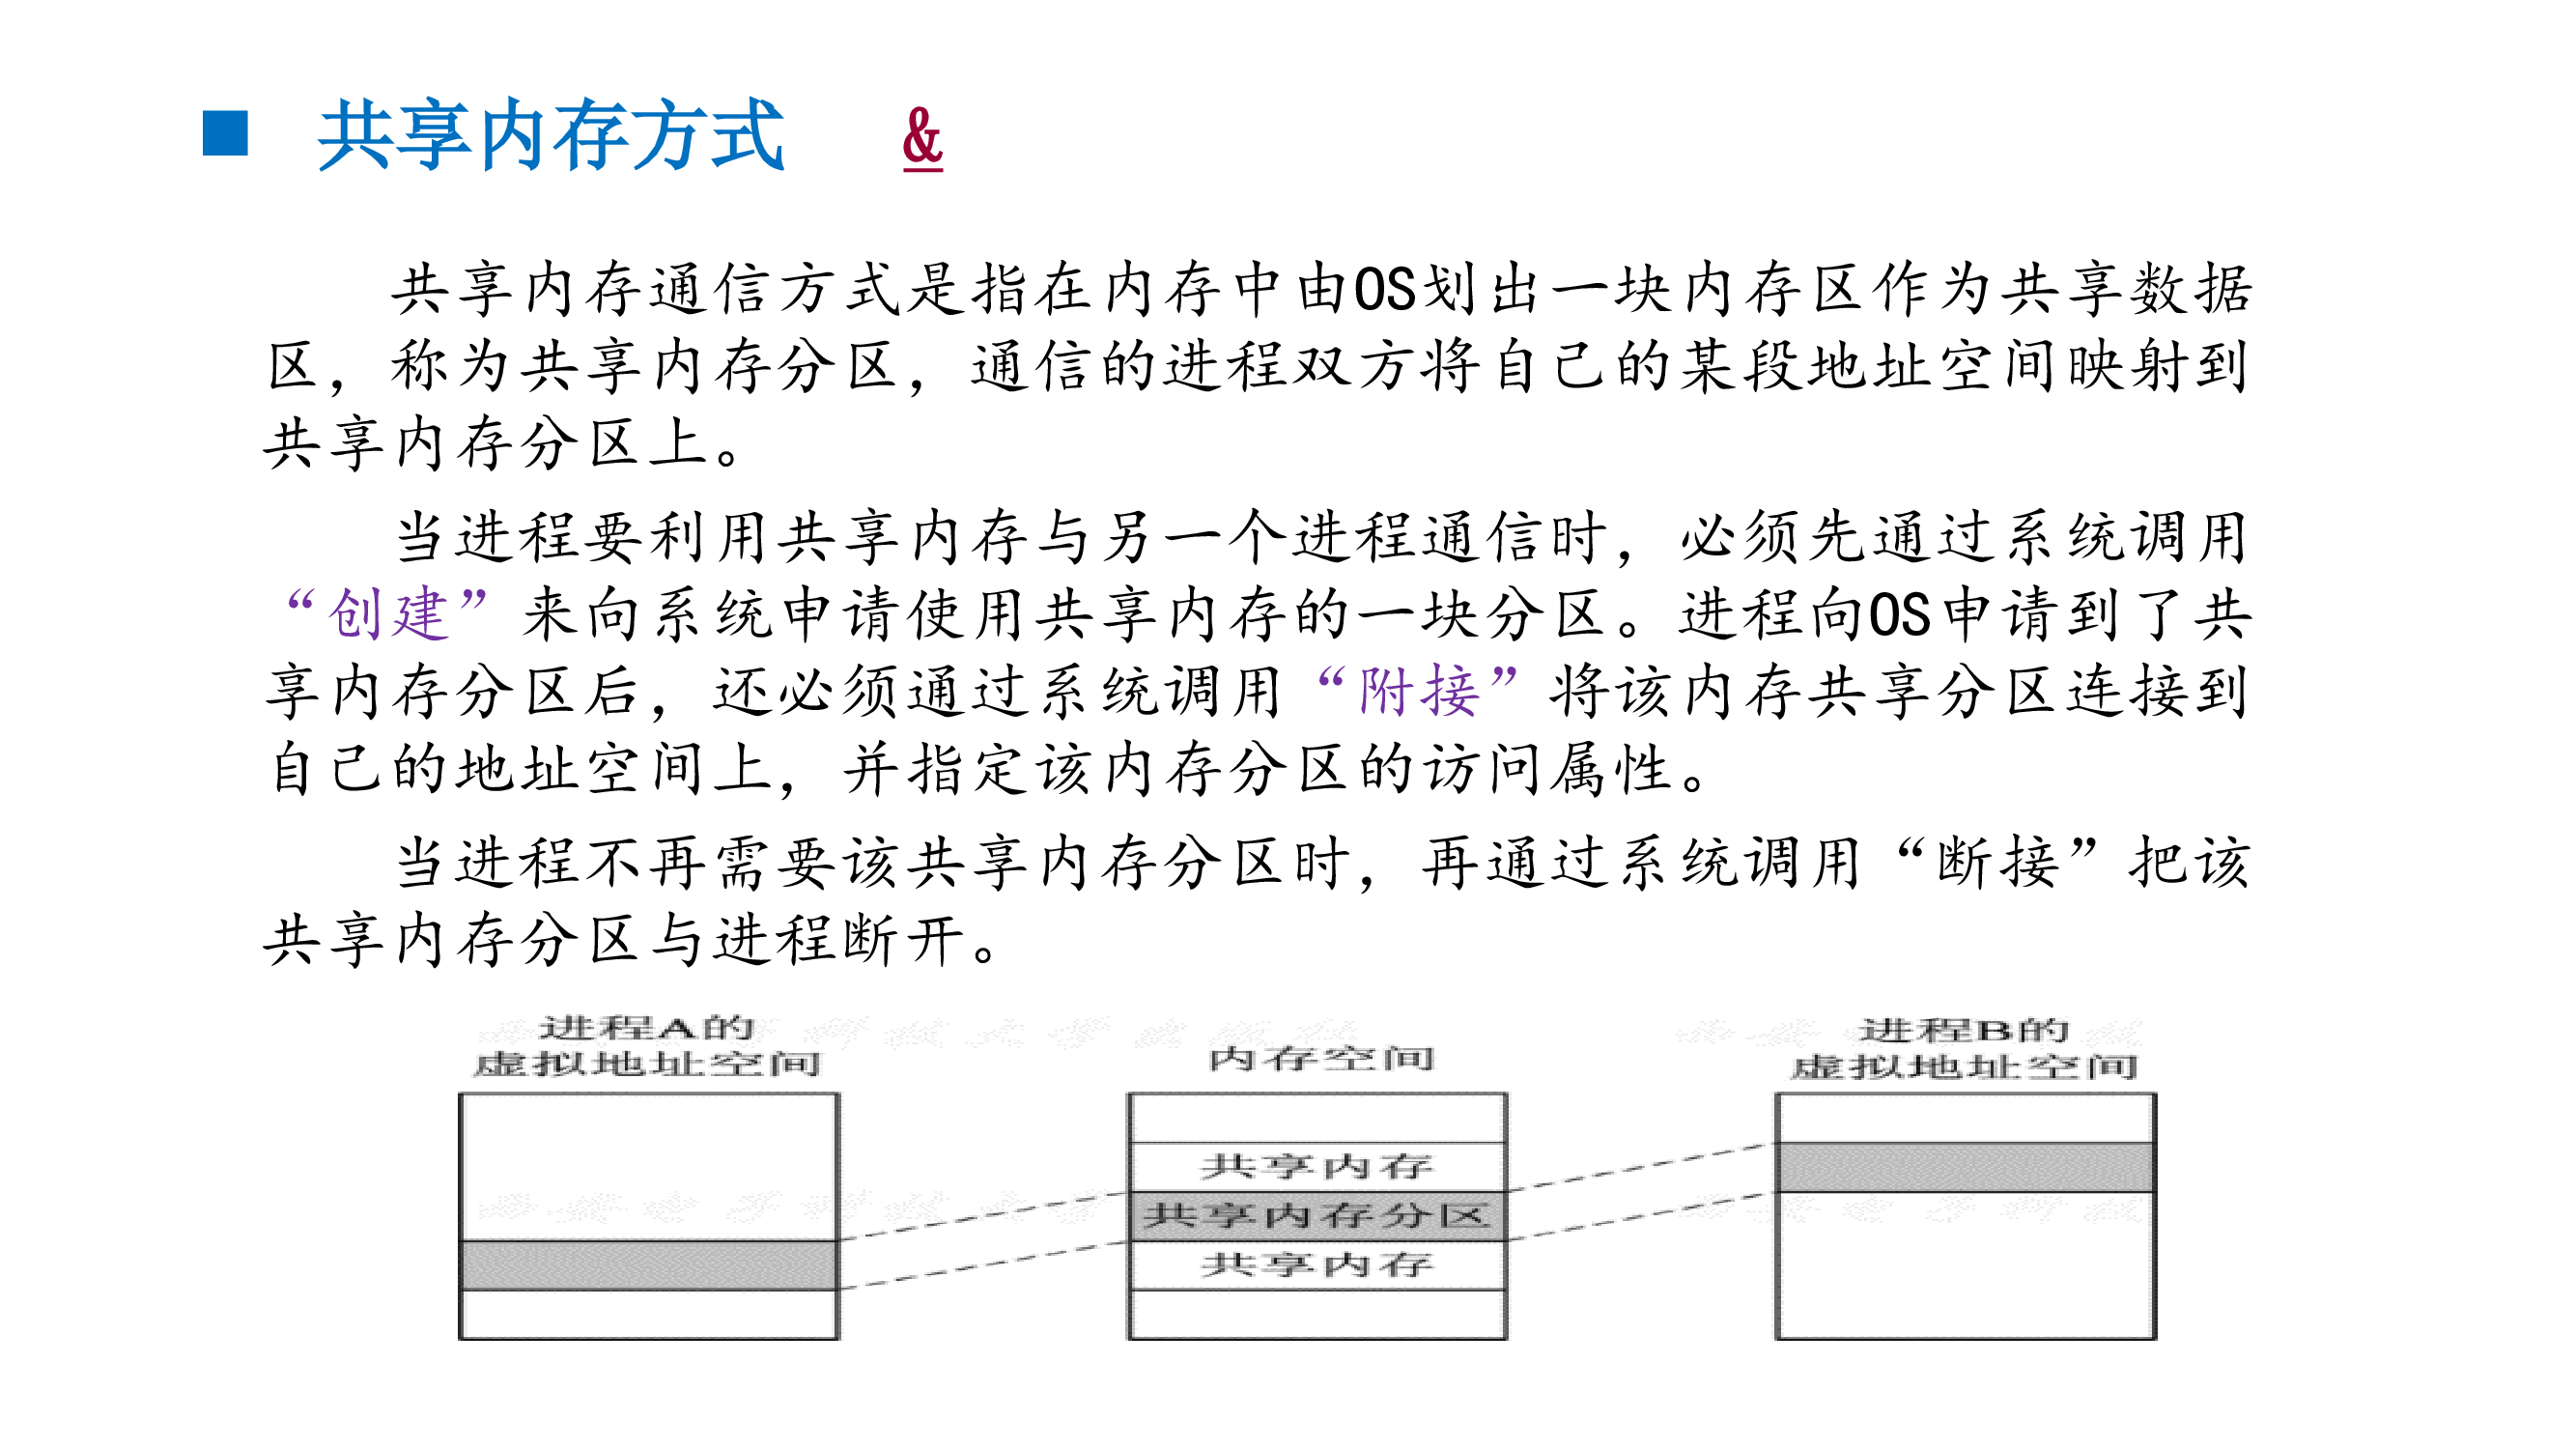 共享内存方式 &
共享内存通信方式是指在内存中由OS划出一块内存区作为共享数据
区，称为共享内存分区，通信的进程双方将自己的某段地址空间映射到
共享内存分区上。
当进程要利用共享内存与另一个进程通信时，必须先通过系统调用
“创建”来向系统申请使用共享内存的一块分区。进程向OS申请到了共
享内存分区后，还必须通过系统调用“附接”将该内存共享分区连接到
自己的地址空间上，并指定该内存分区的访问属性。
当进程不再需要该共享内存分区时，再通过系统调用“断接”把该
共享内存分区与进程断开。
进程A的
虚拟地址空间
内存空间
共享内存
共享内存分区
共享内存
进程B的
虚拟地址空间